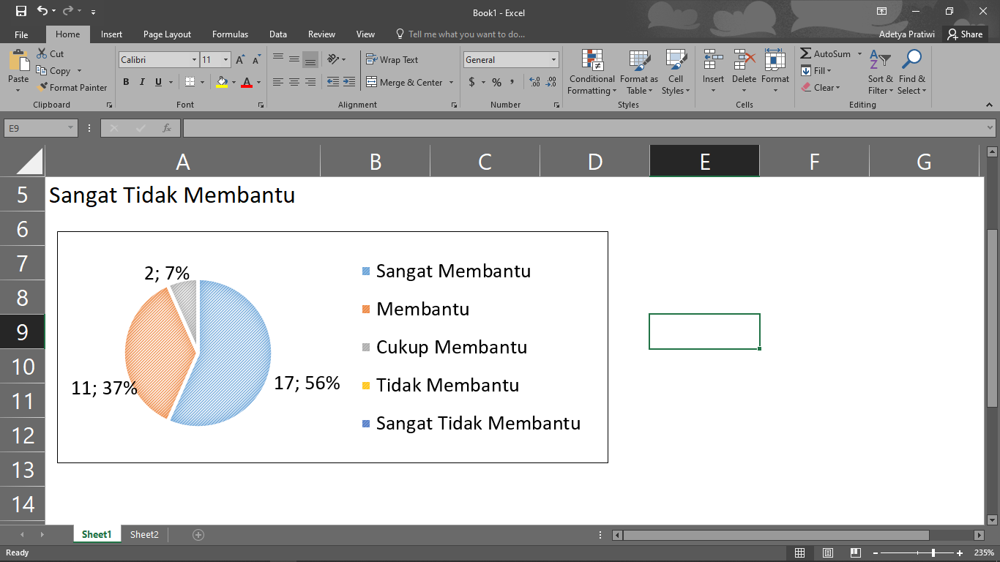 Book1 - Excel
File Home Insert Page Layout Formulas Data Review View Tell me what you want to do... Adetya Pratiwi Share
Paste
Cut
Copy
Format Painter
Clipboard
Calibri 11 A A
B I U A
Font
Wrap Text
Merge & Center
Alignment
General
$ % , .00 .0
Number
Conditional Formatting
Format as Table
Cell Styles
Styles
Insert
Delete
Format
Cells
AutoSum
Fill
Clear
Sort & Filter
Find & Select
Editing
E9 fx
A B C D E F G
5 Sangat Tidak Membantu
6
7
8
9
10
11
12
13
14
2; 7%
11; 37%
17; 56%
Sangat Membantu
Membantu
Cukup Membantu
Tidak Membantu
Sangat Tidak Membantu
Sheet1 Sheet2
Ready
235%